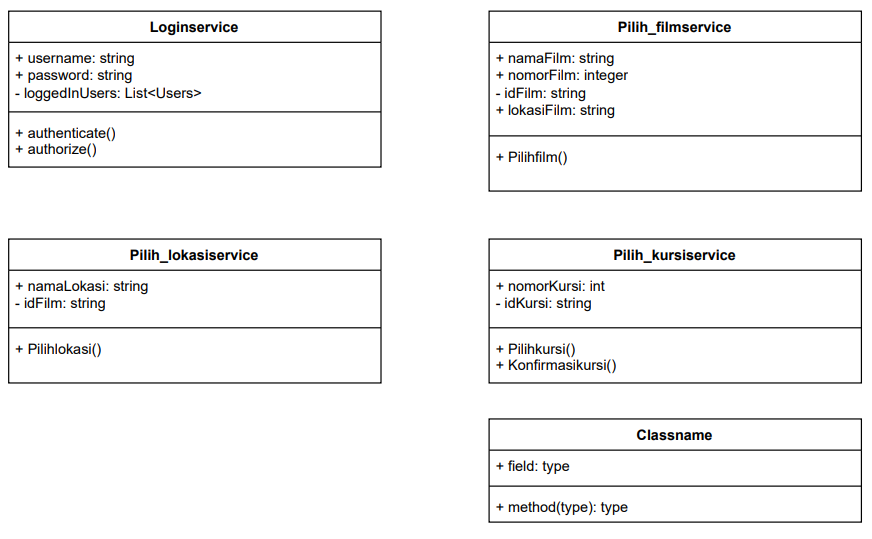 Loginservice
+ username: string
+ password: string
- loggedInUsers: List<Users>
+ authenticate()
+ authorize()
Pilih_filmservice
+ namaFilm: string
+ nomorFilm: integer
- idFilm: string
+ lokasiFilm: string
+ Pilihfilm()
Pilih_lokasiservice
+ namaLokasi: string
- idFilm: string
+ Pilihlokasi()
Pilih_kursiservice
+ nomorKursi: int
- idKursi: string
+ Pilihkursi()
+ Konfirmasikursi()
Classname
+ field: type
+ method(type): type